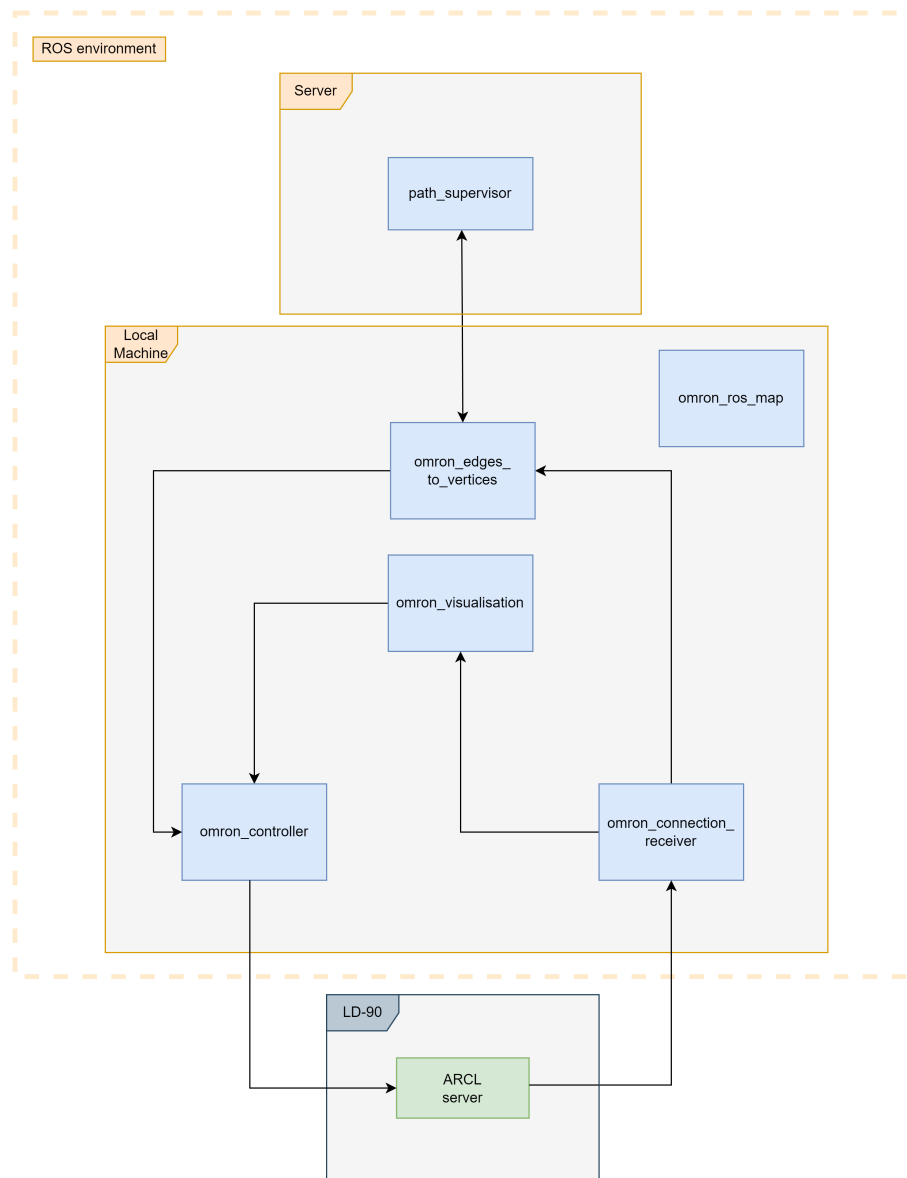 ROS environment
Server
path_supervisor
Local
Machine
omron_ros_map
omron_edges_
to_vertices
omron_visualisation
omron_controller
omron_connection_
receiver
LD-90
ARCL
server